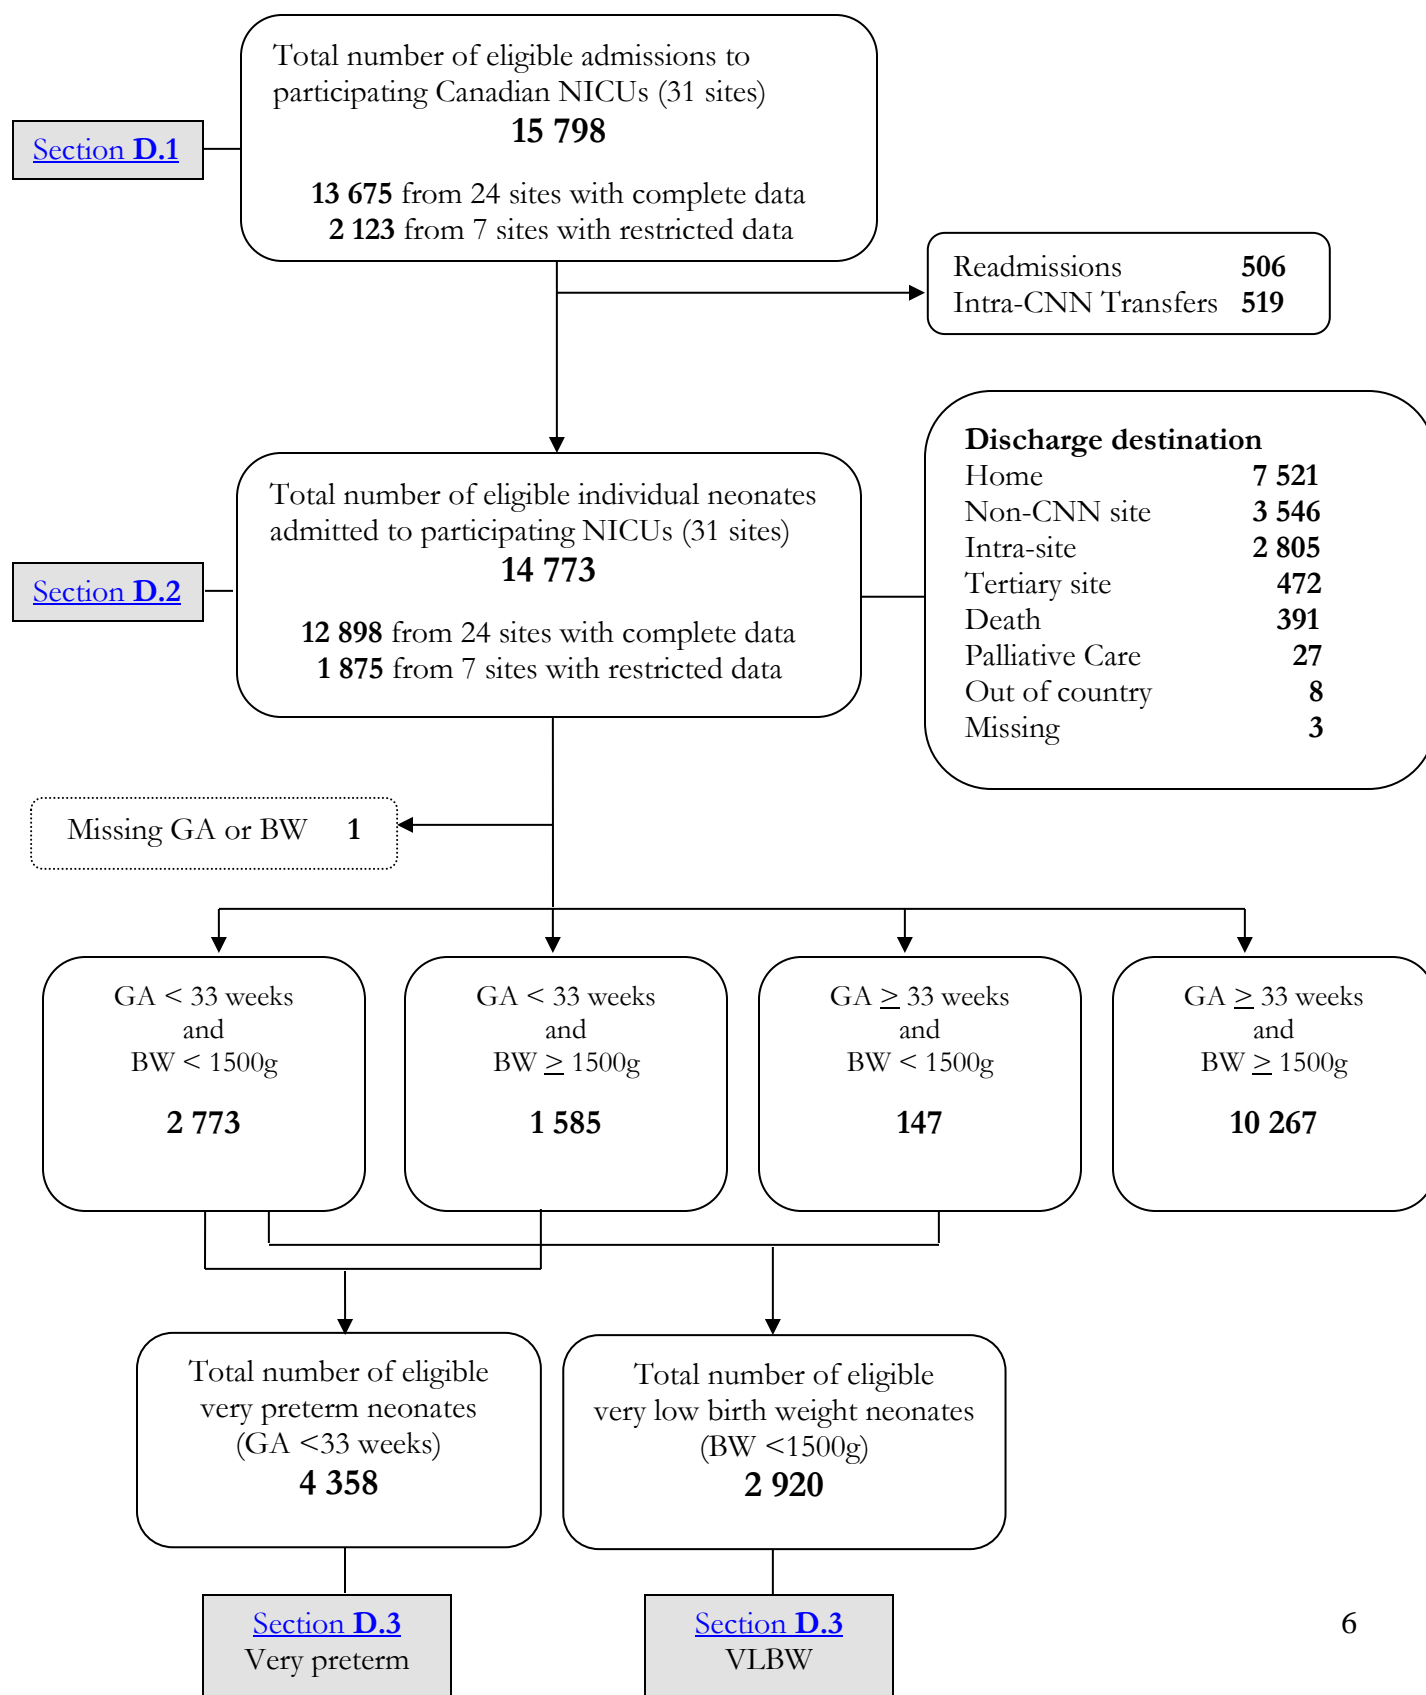 Total number of eligible admissions to
participating Canadian NICUs (31 sites)
15 798
13 675 from 24 sites with complete data
2 123 from 7 sites with restricted data
Section D.1
Readmissions 506
Intra-CNN Transfers 519
Total number of eligible individual neonates
admitted to participating NICUs (31 sites)
14 773
12 898 from 24 sites with complete data
1 875 from 7 sites with restricted data
Section D.2
Discharge destination
Home 7 521
Non-CNN site 3 546
Intra-site 2 805
Tertiary site 472
Death 391
Palliative Care 27
Out of country 8
Missing 3
Missing GA or BW 1
GA < 33 weeks
and
BW < 1500g
2 773
GA < 33 weeks
and
BW ≥ 1500g
1 585
GA ≥ 33 weeks
and
BW < 1500g
147
GA ≥ 33 weeks
and
BW ≥ 1500g
10 267
Total number of eligible
very preterm neonates
(GA <33 weeks)
4 358
Total number of eligible
very low birth weight neonates
(BW <1500g)
2 920
Section D.3
Very preterm
Section D.3
VLBW
6